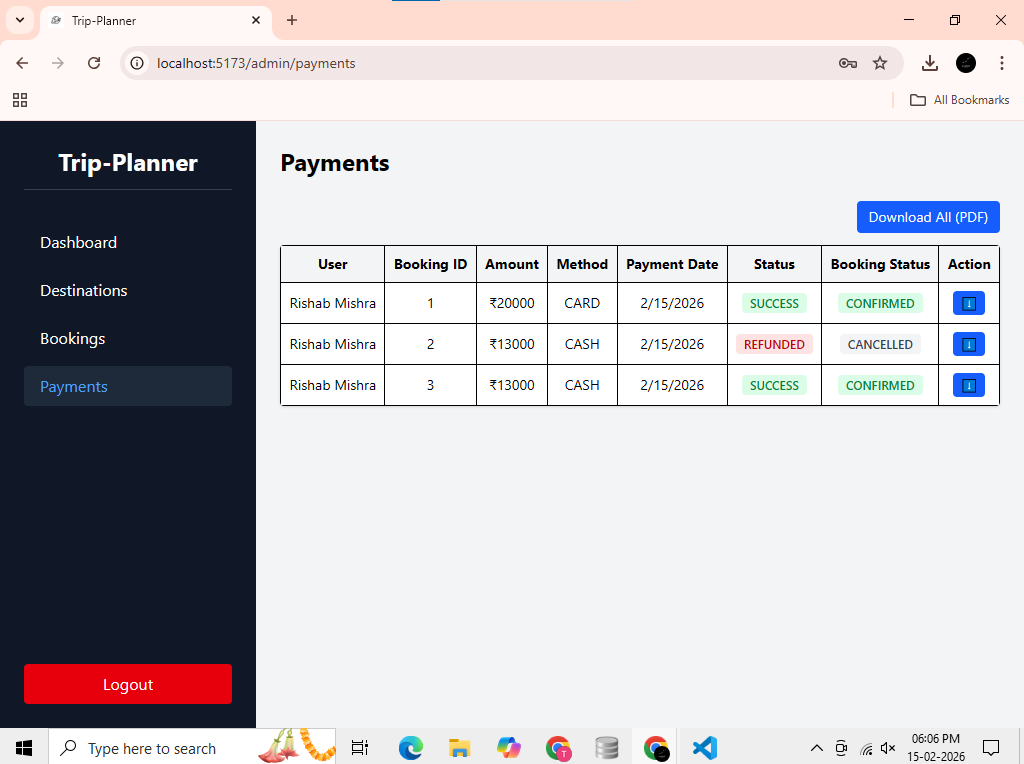 Trip-Planner
localhost:5173/admin/payments
All Bookmarks
Trip-Planner
Dashboard
Destinations
Bookings
Payments
Logout
Payments
Download All (PDF)
User Booking ID Amount Method Payment Date Status Booking Status Action
Rishab Mishra 1 ₹20000 CARD 2/15/2026 SUCCESS CONFIRMED
Rishab Mishra 2 ₹13000 CASH 2/15/2026 REFUNDED CANCELLED
Rishab Mishra 3 ₹13000 CASH 2/15/2026 SUCCESS CONFIRMED
Type here to search
T
06:06 PM
15-02-2026